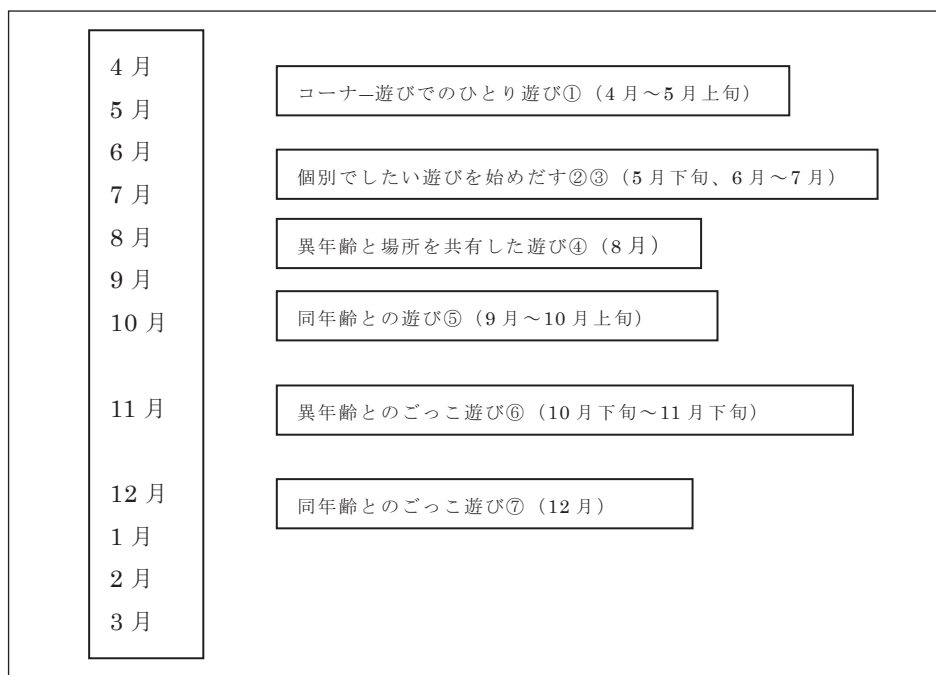 4 月
5 月
6 月
7 月
8 月
9 月
10 月
11 月
12 月
1 月
2 月
3 月
コーナ―遊びでのひとり遊び①（4 月～5 月上旬）
個別でしたい遊びを始めだす②③（5 月下旬、6 月～7 月）
異年齢と場所を共有した遊び④（8 月）
同年齢との遊び⑤（9 月～10 月上旬）
異年齢とのごっこ遊び⑥（10 月下旬～11 月下旬）
同年齢とのごっこ遊び⑦（12 月）